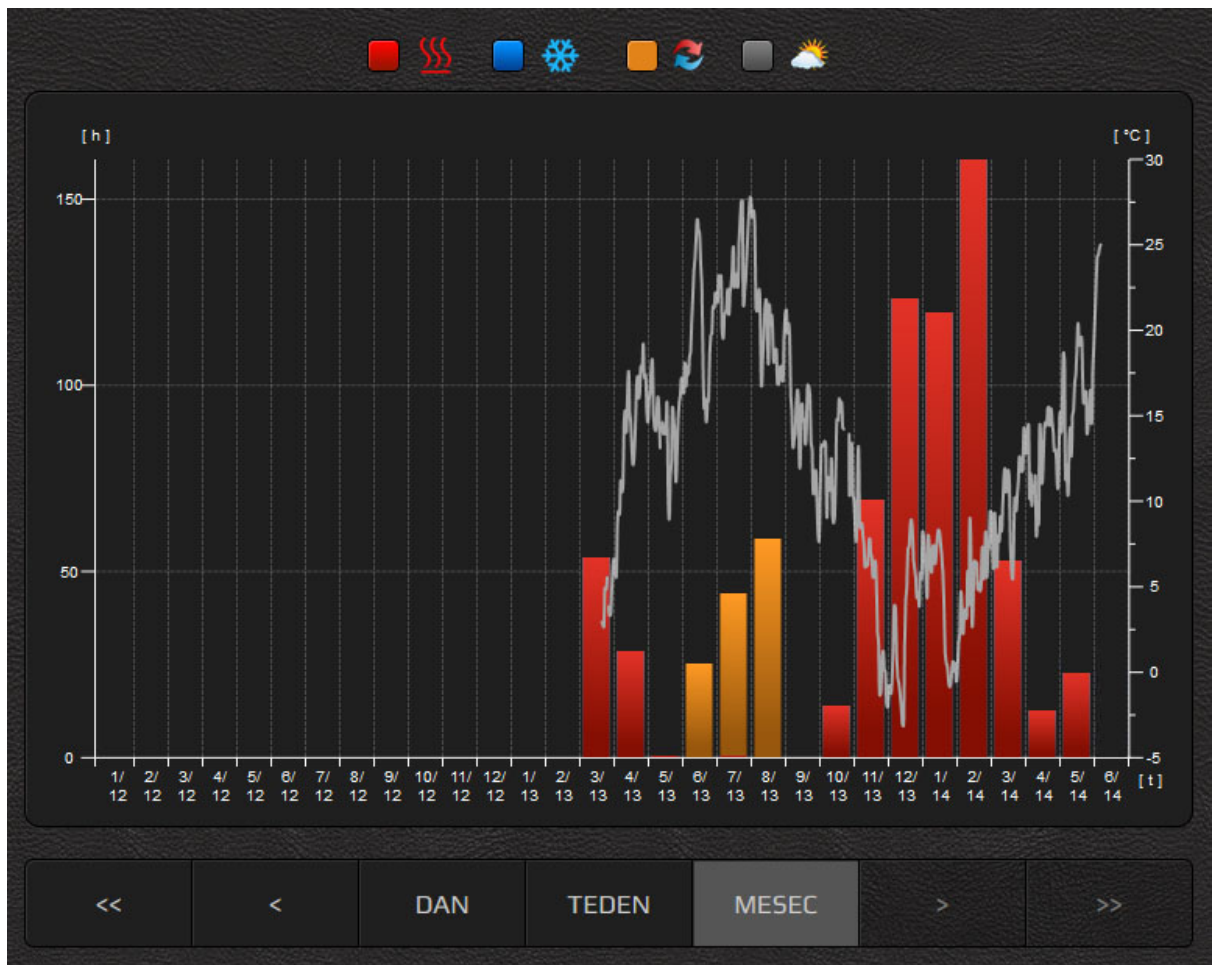 [ h ] [ °C ]
30
150
25
20
100
15
10
50
5
0
0 -5
1/ 2/ 3/ 4/ 5/ 6/ 7/ 8/ 9/ 10/ 11/ 12/ 1/ 2/ 3/ 4/ 5/ 6/ 7/ 8/ 9/ 10/ 11/ 12/ 1/ 2/ 3/ 4/ 5/ 6/ [ t ]
12 12 12 12 12 12 12 12 12 12 12 12 13 13 13 13 13 13 13 13 13 13 13 13 14 14 14 14 14 14
<< < DAN TEDEN MESEC > >>